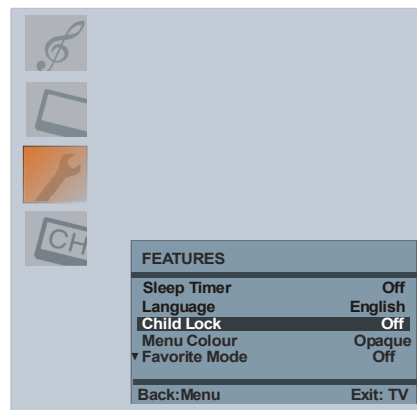 CH
FEATURES
Sleep Timer Off
Language English
Child Lock Off
Menu Colour Opaque
▼ Favorite Mode Off
Back:Menu Exit: TV